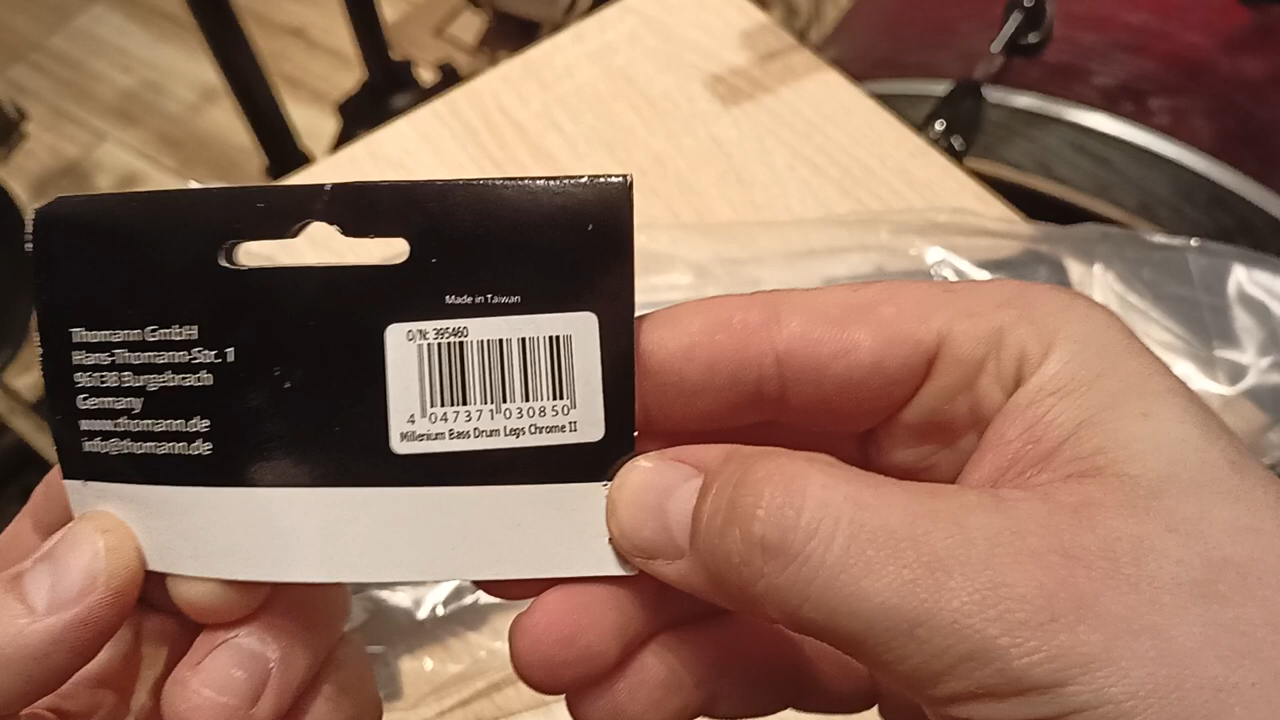 Made in Taiwan
Thomann GmbH
Hans-Thomann-Str. 1
96138 Burgebrach
Germany
www.thomann.de
info@thomann.de
O/N: 395460
4 047371 030850
Millenium Bass Drum Legs Chrome II